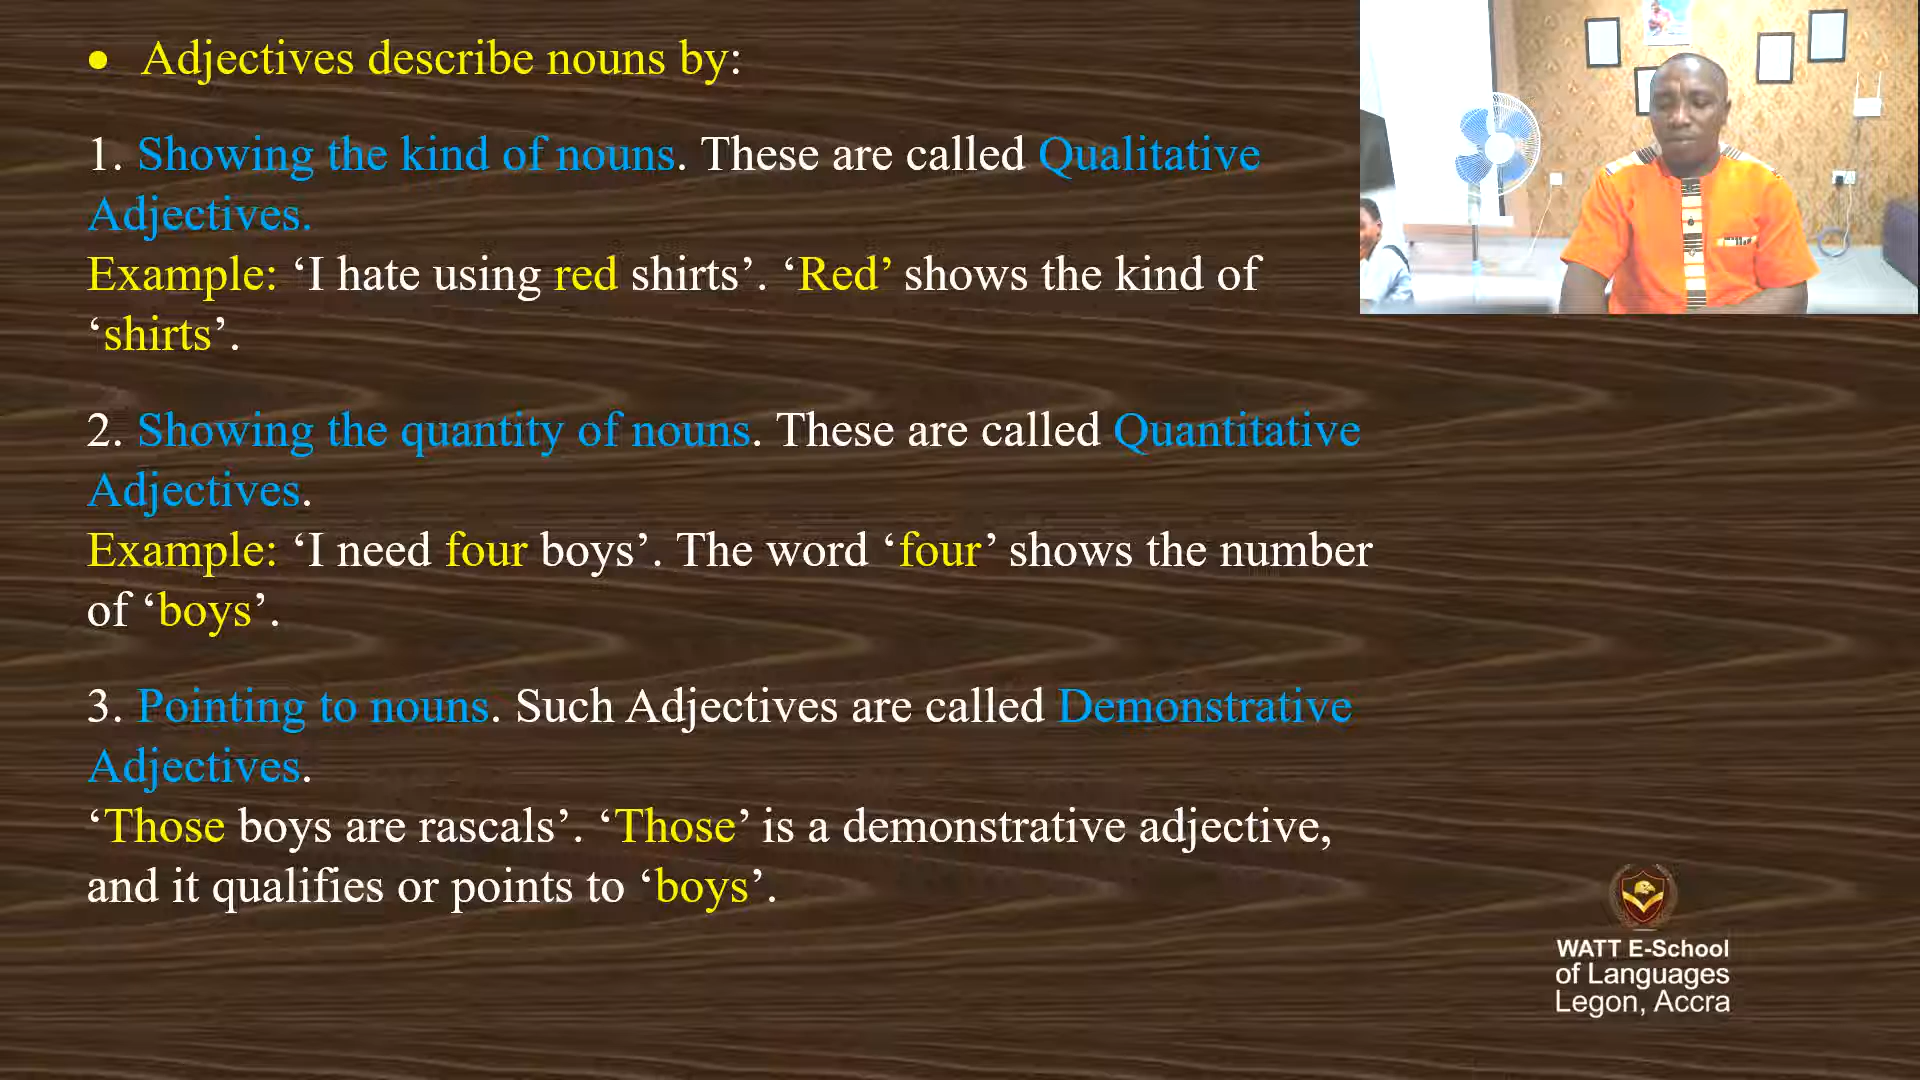 • Adjectives describe nouns by:
1. Showing the kind of nouns. These are called Qualitative
Adjectives.
Example: ‘I hate using red shirts’. ‘Red’ shows the kind of
‘shirts’.
2. Showing the quantity of nouns. These are called Quantitative
Adjectives.
Example: ‘I need four boys’. The word ‘four’ shows the number
of ‘boys’.
3. Pointing to nouns. Such Adjectives are called Demonstrative
Adjectives.
‘Those boys are rascals’. ‘Those’ is a demonstrative adjective,
and it qualifies or points to ‘boys’.
WATT E-School
of Languages
Legon, Accra